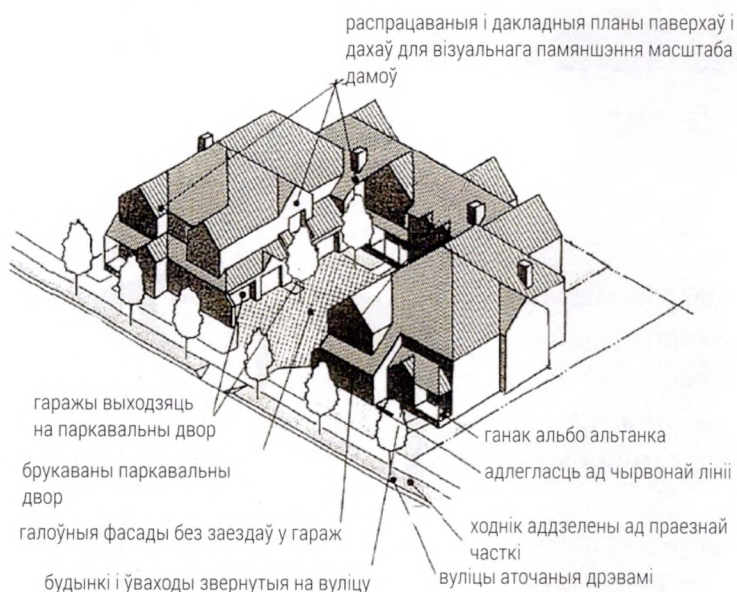 распрацаваныя і дакладныя планы паверхаў і
дахаў для візуальнага памяншэння масштаба
дамоў
гаражы выходзяць
на паркавальны двор
брукаваны паркавальны
двор
галоўныя фасады без заездаў у гараж
будынкі і ўваходы звернутыя на вуліцу
ганак альбо альтанка
адлегласць ад чырвонай лініі
ходнік аддзелены ад праезнай
часткі
вуліцы аточаныя дрэвамі